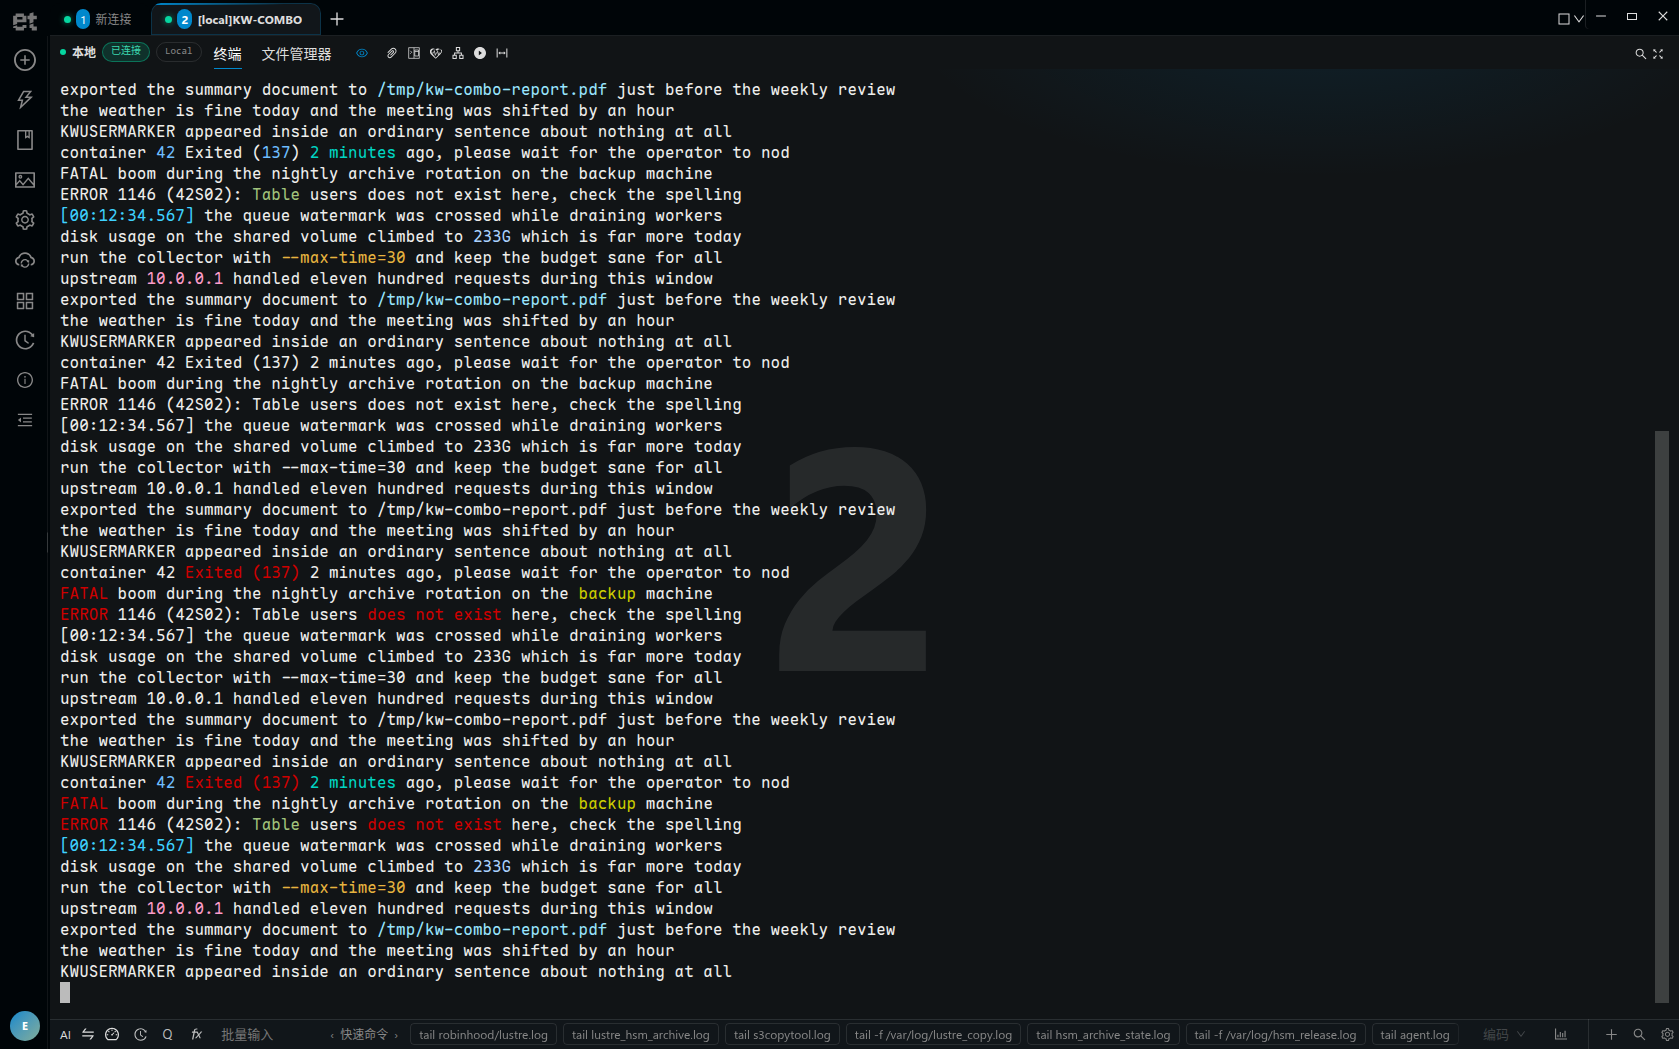 et
1 新连接
2 [local]KW-COMBO
本地 已连接 Local 终端 文件管理器
exported the summary document to /tmp/kw-combo-report.pdf just before the weekly review
the weather is fine today and the meeting was shifted by an hour
KWUSERMARKER appeared inside an ordinary sentence about nothing at all
container 42 Exited (137) 2 minutes ago, please wait for the operator to nod
FATAL boom during the nightly archive rotation on the backup machine
ERROR 1146 (42S02): Table users does not exist here, check the spelling
[00:12:34.567] the queue watermark was crossed while draining workers
disk usage on the shared volume climbed to 233G which is far more today
run the collector with --max-time=30 and keep the budget sane for all
upstream 10.0.0.1 handled eleven hundred requests during this window
exported the summary document to /tmp/kw-combo-report.pdf just before the weekly review
the weather is fine today and the meeting was shifted by an hour
KWUSERMARKER appeared inside an ordinary sentence about nothing at all
container 42 Exited (137) 2 minutes ago, please wait for the operator to nod
FATAL boom during the nightly archive rotation on the backup machine
ERROR 1146 (42S02): Table users does not exist here, check the spelling
[00:12:34.567] the queue watermark was crossed while draining workers
disk usage on the shared volume climbed to 233G which is far more today
run the collector with --max-time=30 and keep the budget sane for all
upstream 10.0.0.1 handled eleven hundred requests during this window
exported the summary document to /tmp/kw-combo-report.pdf just before the weekly review
the weather is fine today and the meeting was shifted by an hour
KWUSERMARKER appeared inside an ordinary sentence about nothing at all
container 42 Exited (137) 2 minutes ago, please wait for the operator to nod
FATAL boom during the nightly archive rotation on the backup machine
ERROR 1146 (42S02): Table users does not exist here, check the spelling
[00:12:34.567] the queue watermark was crossed while draining workers
disk usage on the shared volume climbed to 233G which is far more today
run the collector with --max-time=30 and keep the budget sane for all
upstream 10.0.0.1 handled eleven hundred requests during this window
exported the summary document to /tmp/kw-combo-report.pdf just before the weekly review
the weather is fine today and the meeting was shifted by an hour
KWUSERMARKER appeared inside an ordinary sentence about nothing at all
container 42 Exited (137) 2 minutes ago, please wait for the operator to nod
FATAL boom during the nightly archive rotation on the backup machine
ERROR 1146 (42S02): Table users does not exist here, check the spelling
[00:12:34.567] the queue watermark was crossed while draining workers
disk usage on the shared volume climbed to 233G which is far more today
run the collector with --max-time=30 and keep the budget sane for all
upstream 10.0.0.1 handled eleven hundred requests during this window
exported the summary document to /tmp/kw-combo-report.pdf just before the weekly review
the weather is fine today and the meeting was shifted by an hour
KWUSERMARKER appeared inside an ordinary sentence about nothing at all
2
E
AI Q fx 批量输入 ‹ 快速命令 › tail robinhood/lustre.log tail lustre_hsm_archive.log tail s3copytool.log tail -f /var/log/lustre_copy.log tail hsm_archive_state.log tail -f /var/log/hsm_release.log tail agent.log 编码